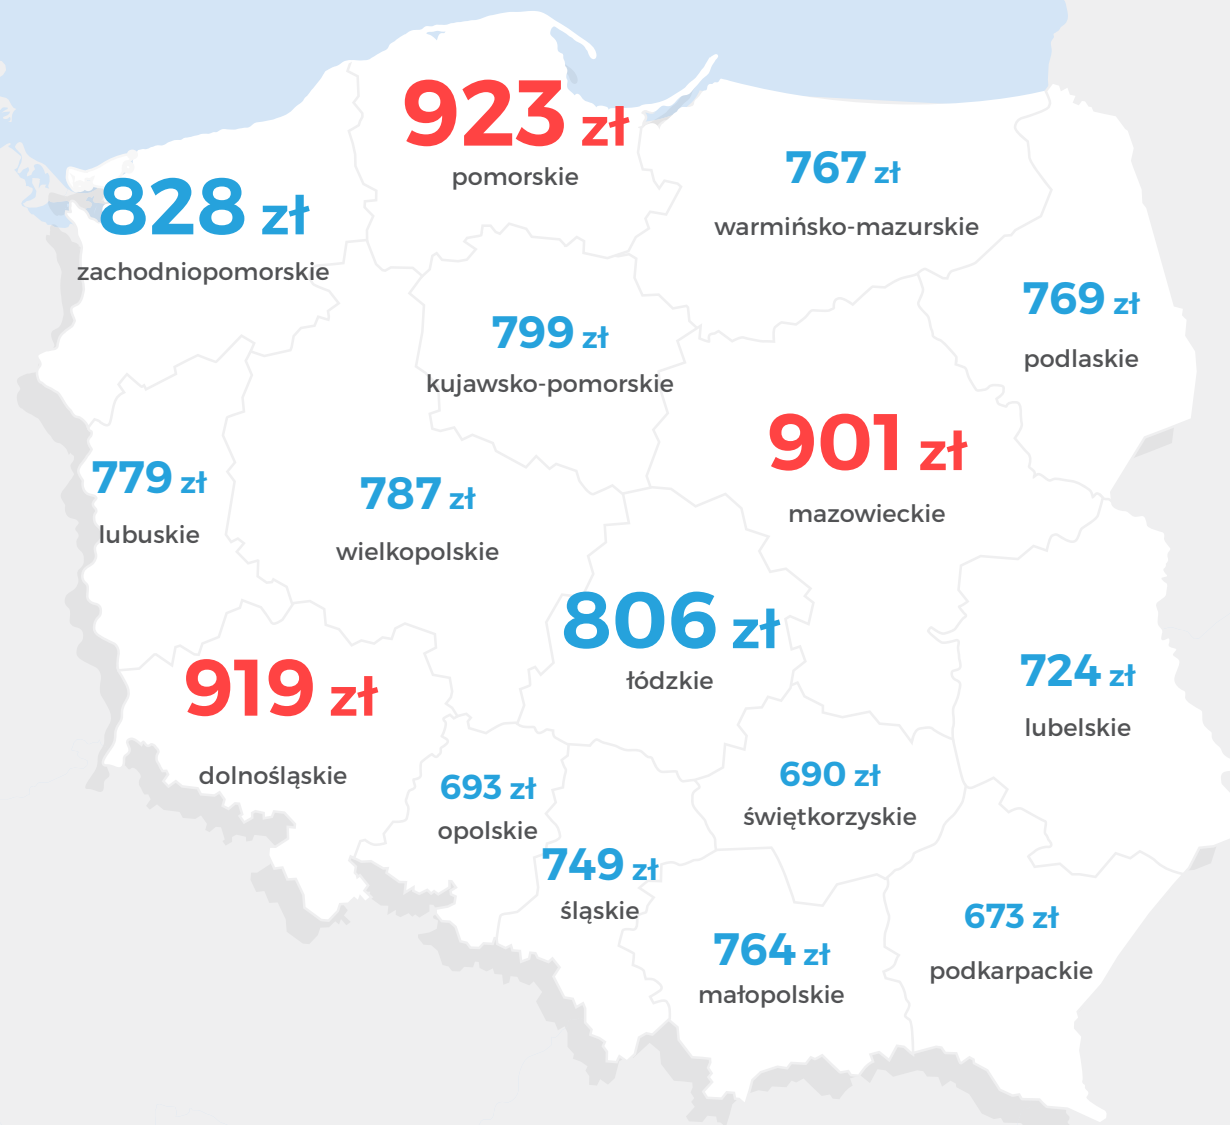 923 zł
pomorskie
767 zł
warmińsko-mazurskie
828 zł
zachodniopomorskie
769 zł
podlaskie
799 zł
kujawsko-pomorskie
901 zł
mazowieckie
779 zł
lubuskie
787 zł
wielkopolskie
806 zł
łódzkie
919 zł
dolnośląskie
724 zł
lubelskie
693 zł
opolskie
690 zł
świętkorzyskie
749 zł
śląskie
673 zł
podkarpackie
764 zł
małopolskie